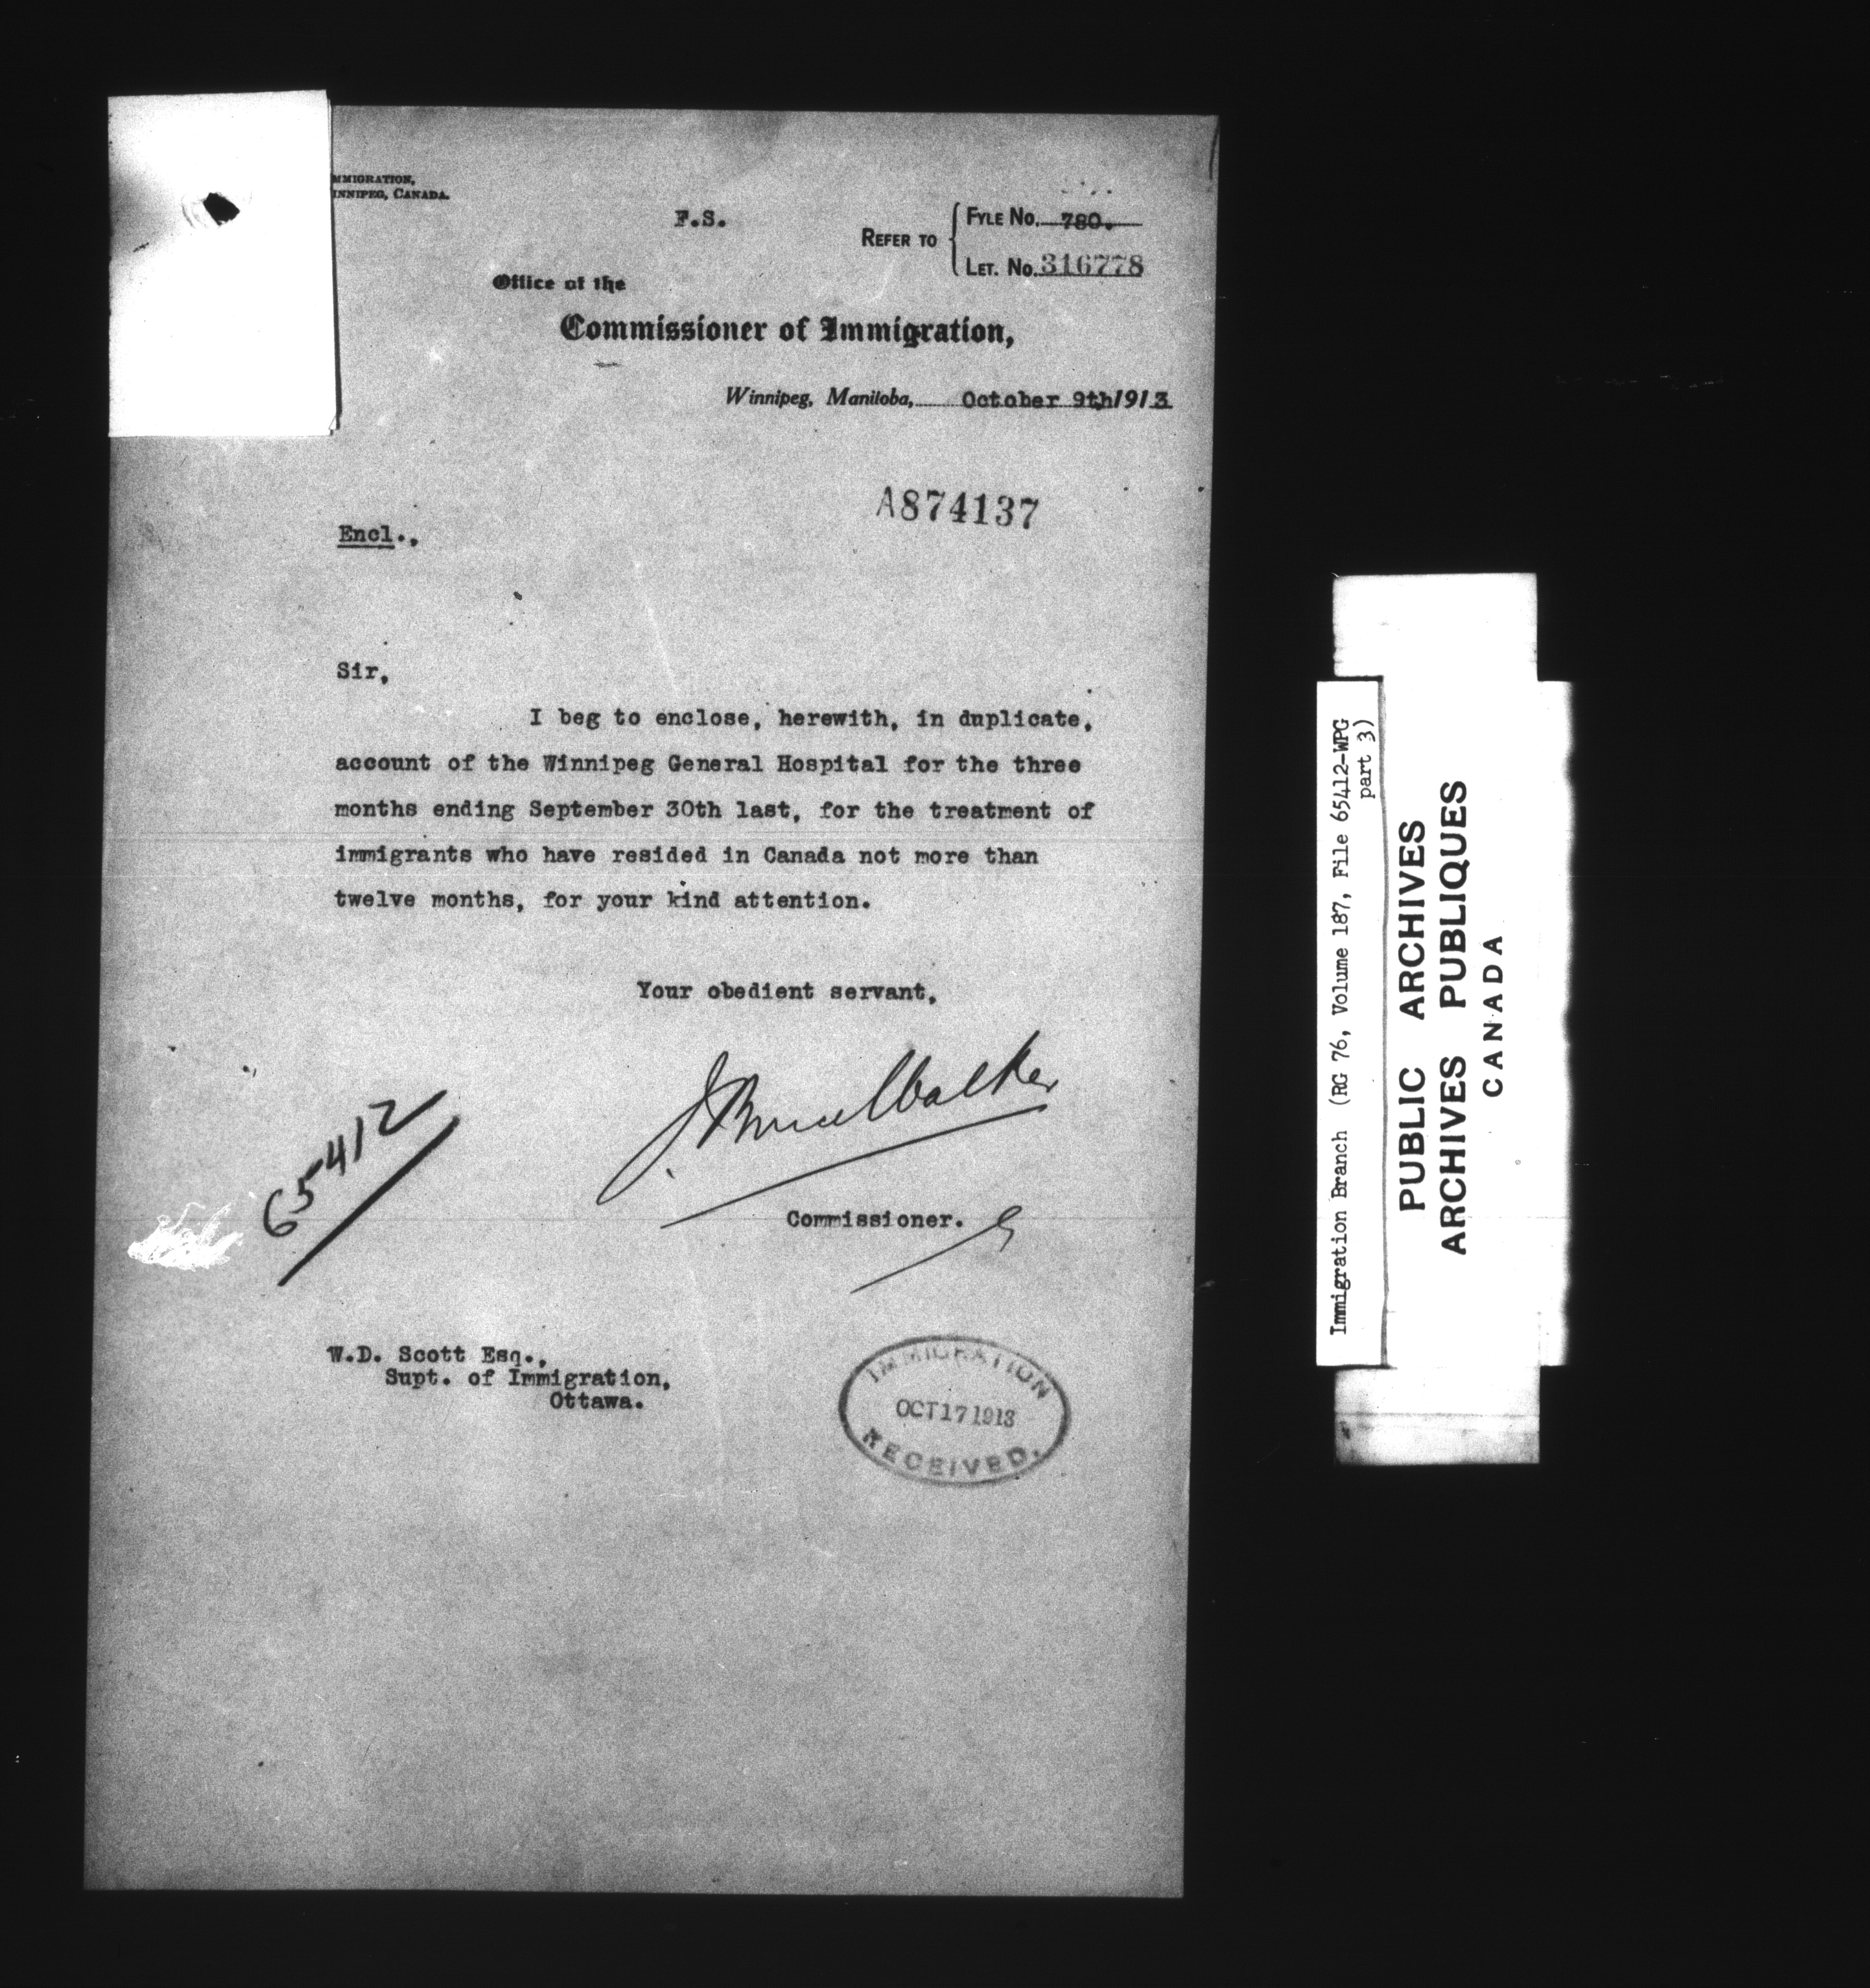 MMIGRATION,
INNIPEG, CANADA.
F.S.
REFER TO
FYLE No. 780.
LET. No. 316778
Office of the
Commissioner of Immigration,
Winnipeg, Manitoba, October 9th 1913
A874137
Encl.,
Sir,
I beg to enclose, herewith, in duplicate,
account of the Winnipeg General Hospital for the three
months ending September 30th last, for the treatment of
immigrants who have resided in Canada not more than
twelve months, for your kind attention.
Your obedient servant,
J. Bruce Walker
Commissioner.
65412
W.D. Scott Esq.,
Supt. of Immigration,
Ottawa.
IMMIGRATION
OCT 17 1913
RECEIVED.
Immigration Branch (RG 76, Volume 187, File 65412-WPG
part 3)
PUBLIC ARCHIVES
ARCHIVES PUBLIQUES
CANADA